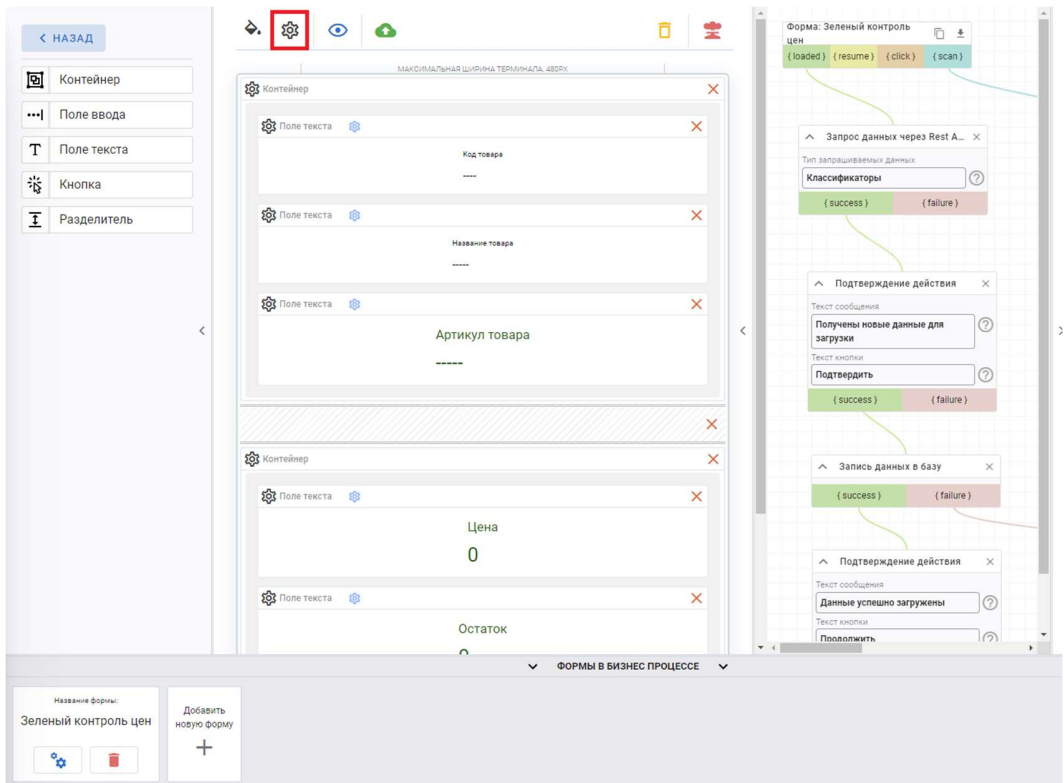 НАЗАД
Контейнер
Поле ввода
Поле текста
Кнопка
Разделитель
МАКСИМАЛЬНАЯ ШИРИНА ТЕРМИНАЛА, 480PX
Контейнер
Поле текста
Код товара
----
Поле текста
Название товара
-----
Поле текста
Артикул товара
-----
Контейнер
Поле текста
Цена
0
Поле текста
Остаток
Форма: Зеленый контроль
цен
{loaded} {resume} {click} {scan}
Запрос данных через Rest A...
Тип запрашиваемых данных
Классификаторы
{success} {failure}
Подтверждение действия
Текст сообщения
Получены новые данные для
загрузки
Текст кнопки
Подтвердить
{success} {failure}
Запись данных в базу
{success} {failure}
Подтверждение действия
Текст сообщения
Данные успешно загружены
Текст кнопки
Продолжить
ФОРМЫ В БИЗНЕС ПРОЦЕССЕ
Название формы:
Зеленый контроль цен
Добавить
новую форму